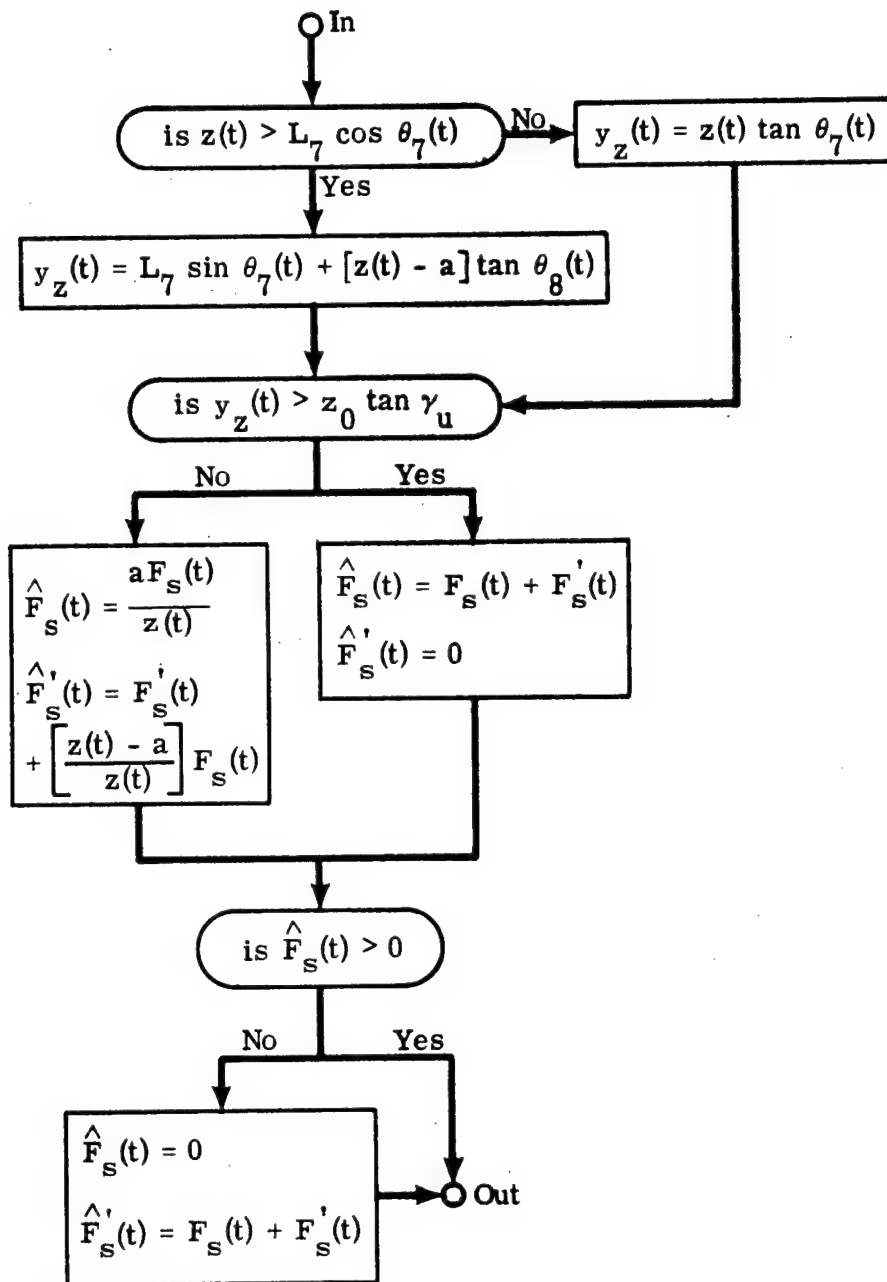 In
is z(t) > L₇ cos θ₇(t)
No
y_z(t) = z(t) tan θ₇(t)
Yes
y_z(t) = L₇ sin θ₇(t) + [z(t) - a] tan θ₈(t)
is y_z(t) > z₀ tan γ_u
No
Yes
F̂_s(t) = aF_s(t) / z(t)
F̂'_s(t) = F'_s(t)
+ [z(t) - a / z(t)] F_s(t)
F̂_s(t) = F_s(t) + F'_s(t)
F̂'_s(t) = 0
is F̂_s(t) > 0
No
Yes
F̂_s(t) = 0
F̂'_s(t) = F_s(t) + F'_s(t)
Out